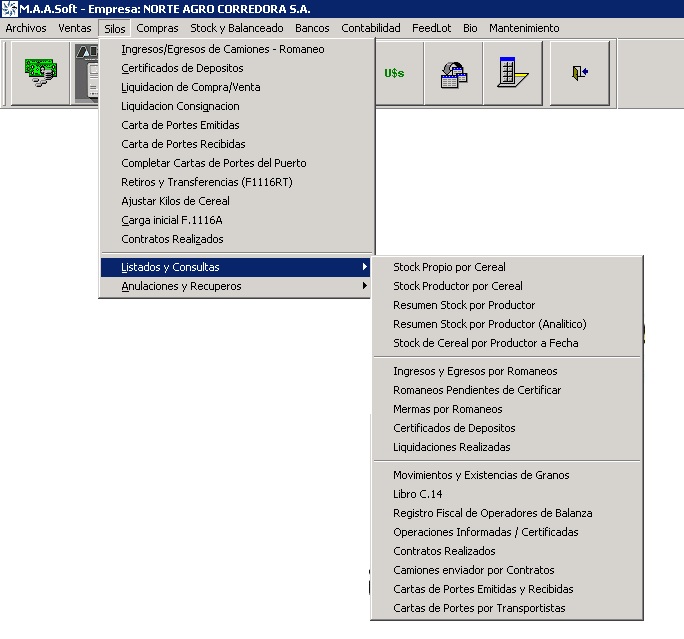 M.A.A.Soft - Empresa: NORTE AGRO CORREDORA S.A.
Archivos Ventas Silos Compras Stock y Balanceado Bancos Contabilidad FeedLot Bio Mantenimiento
U$s
Ingresos/Egresos de Camiones - Romaneo
Certificados de Depositos
Liquidacion de Compra/Venta
Liquidacion Consignacion
Carta de Portes Emitidas
Carta de Portes Recibidas
Completar Cartas de Portes del Puerto
Retiros y Transferencias (F1116RT)
Ajustar Kilos de Cereal
Carga inicial F.1116A
Contratos Realizados
Listados y Consultas
Anulaciones y Recuperos
Stock Propio por Cereal
Stock Productor por Cereal
Resumen Stock por Productor
Resumen Stock por Productor (Analitico)
Stock de Cereal por Productor a Fecha
Ingresos y Egresos por Romaneos
Romaneos Pendientes de Certificar
Mermas por Romaneos
Certificados de Depositos
Liquidaciones Realizadas
Movimientos y Existencias de Granos
Libro C.14
Registro Fiscal de Operadores de Balanza
Operaciones Informadas / Certificadas
Contratos Realizados
Camiones enviador por Contratos
Cartas de Portes Emitidas y Recibidas
Cartas de Portes por Transportistas